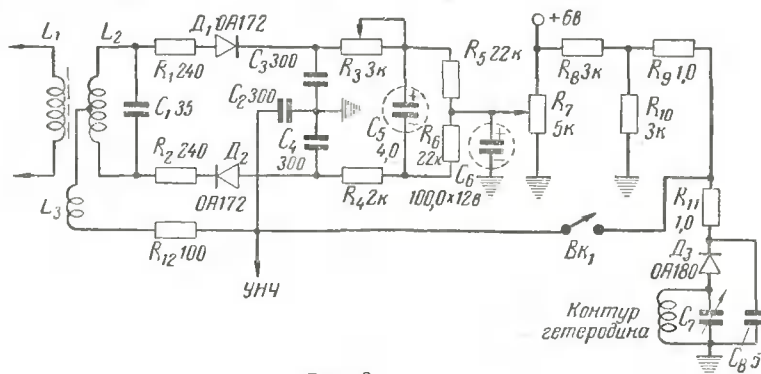 L₁
L₂
L₃
R₁ 240
Д₁ ОА172
C₁ 35
R₂ 240
Д₂
ОА172
R₁₂ 100
C₃ 300
C₂ 300
C₄
300
R₃ 3к
C₅
4,0
R₄ 2к
R₅ 22к
R₆
22к
C₆
100,0×12в
+6в
R₇
5к
R₈ 3к
R₉ 1,0
R₁₀
3к
R₁₁
1,0
Вк₁
УНЧ
Д₃
ОА180
Контур
гетеродина
C₇
C₈ 5